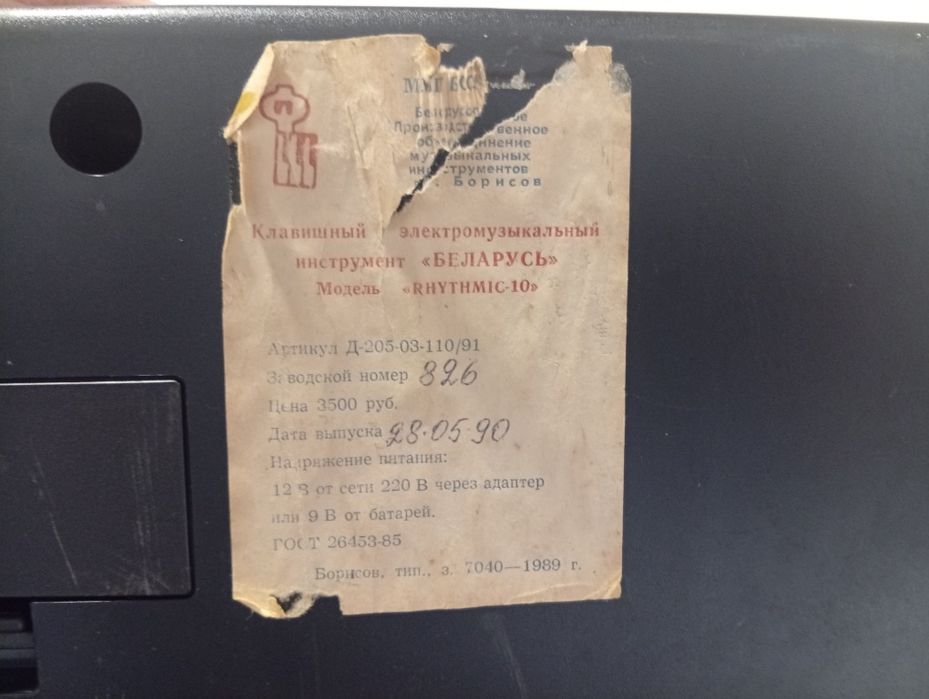 ММП БССР
Белорусское
Производственное
объединение
музыкальных
инструментов
г. Борисов
Клавишный электромузыкальный
инструмент «БЕЛАРУСЬ»
Модель «RHYTHMIC-10»
Артикул Д-205-03-110/91
Заводской номер 826
Цена 3500 руб.
Дата выпуска 28.05.90
Напряжение питания:
12 В от сети 220 В через адаптер
или 9 В от батарей.
ГОСТ 26453-85
Борисов, тип., з. 7040—1989 г.